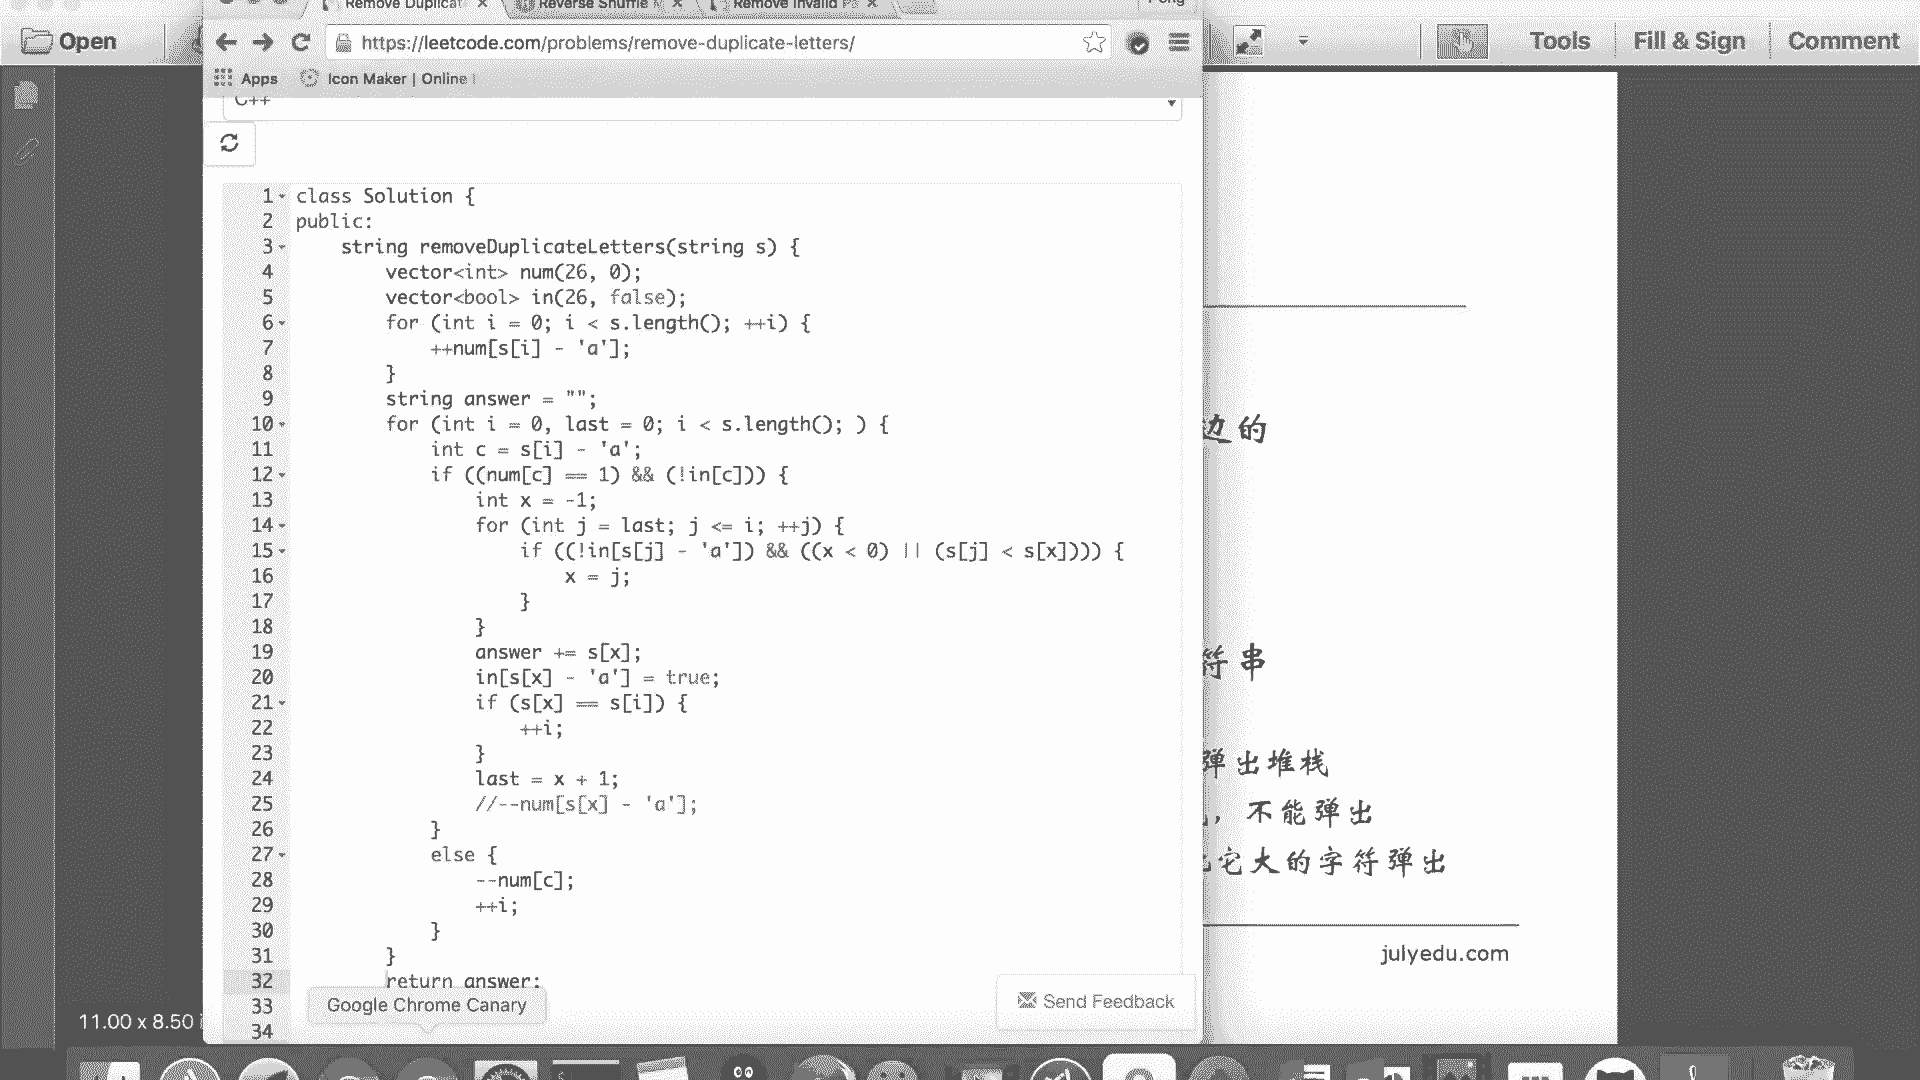 Remove Duplicat
Reverse Shuffle M
Remove Invalid Pa
Open
https://leetcode.com/problems/remove-duplicate-letters/
Tools
Fill & Sign
Comment
Apps
Icon Maker | Online
C++
1 class Solution {
2 public:
3 string removeDuplicateLetters(string s) {
4 vector<int> num(26, 0);
5 vector<bool> in(26, false);
6 for (int i = 0; i < s.length(); ++i) {
7 ++num[s[i] - 'a'];
8 }
9 string answer = "";
10 for (int i = 0, last = 0; i < s.length(); ) {
11 int c = s[i] - 'a';
12 if ((num[c] == 1) && (!in[c])) {
13 int x = -1;
14 for (int j = last; j <= i; ++j) {
15 if ((!in[s[j] - 'a']) && ((x < 0) || (s[j] < s[x]))) {
16 x = j;
17 }
18 }
19 answer += s[x];
20 in[s[x] - 'a'] = true;
21 if (s[x] == s[i]) {
22 ++i;
23 }
24 last = x + 1;
25 //--num[s[x] - 'a'];
26 }
27 else {
28 --num[c];
29 ++i;
30 }
31 }
32 return answer;
33
34
边的
符串
弹出堆栈
，不能弹出
它大的字符弹出
julyedu.com
Google Chrome Canary
Send Feedback
11.00 x 8.50 i